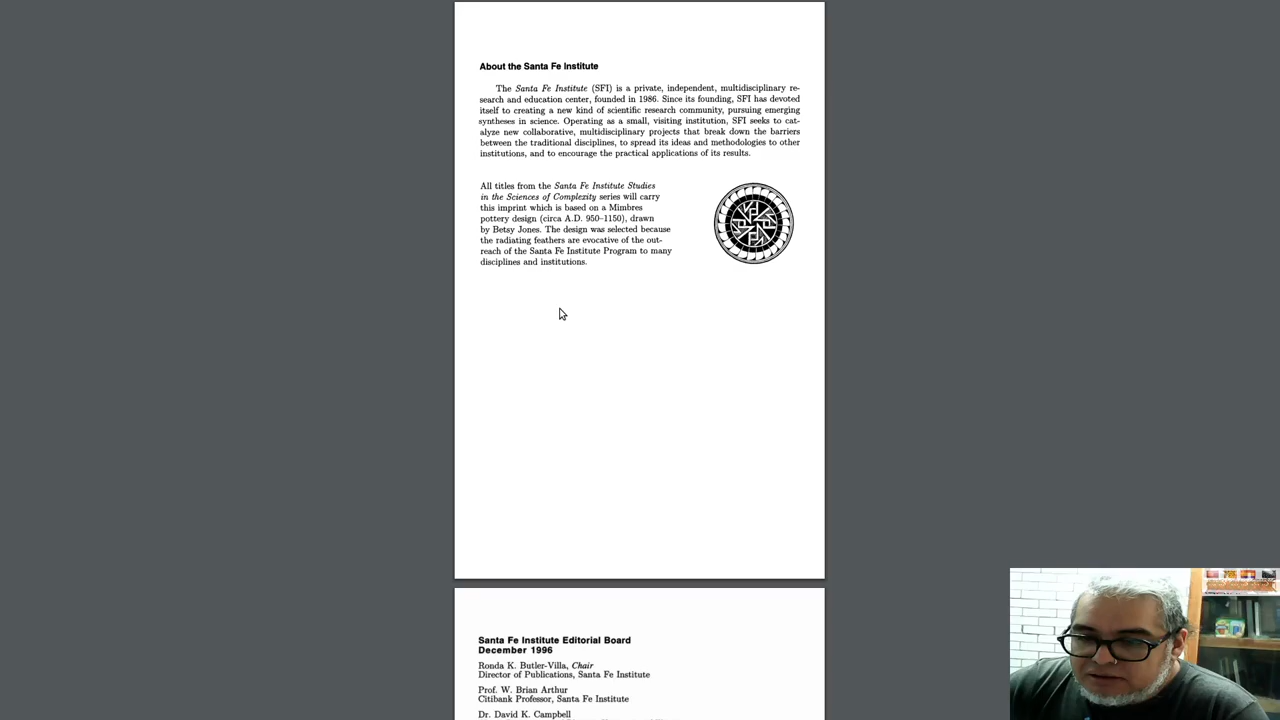 About the Santa Fe Institute
The Santa Fe Institute (SFI) is a private, independent, multidisciplinary re-
search and education center, founded in 1986. Since its founding, SFI has devoted
itself to creating a new kind of scientific research community, pursuing emerging
syntheses in science. Operating as a small, visiting institution, SFI seeks to cat-
alyze new collaborative, multidisciplinary projects that break down the barriers
between the traditional disciplines, to spread its ideas and methodologies to other
institutions, and to encourage the practical applications of its results.
All titles from the Santa Fe Institute Studies
in the Sciences of Complexity series will carry
this imprint which is based on a Mimbres
pottery design (circa A.D. 950–1150), drawn
by Betsy Jones. The design was selected because
the radiating feathers are evocative of the out-
reach of the Santa Fe Institute Program to many
disciplines and institutions.
Santa Fe Institute Editorial Board
December 1996
Ronda K. Butler-Villa, Chair
Director of Publications, Santa Fe Institute
Prof. W. Brian Arthur
Citibank Professor, Santa Fe Institute
Dr. David K. Campbell